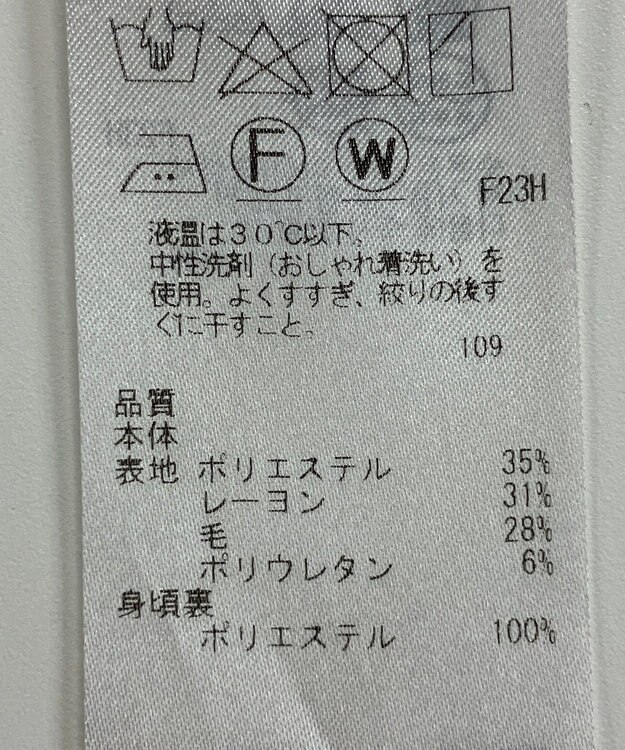 F W
F23H
液温は30℃以下。
中性洗剤（おしゃれ着洗い）を
使用。よくすすぎ、絞りの後す
ぐに干すこと。
109
品質
本体
表地 ポリエステル 35%
レーヨン 31%
毛 28%
ポリウレタン 6%
身頃裏
ポリエステル 100%